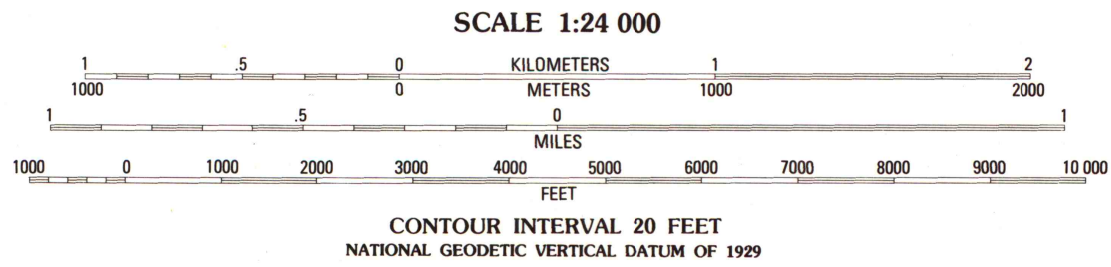 SCALE 1:24 000
1 .5 0 KILOMETERS 1 2
1000 0 METERS 1000 2000
1 .5 0 1
MILES
1000 0 1000 2000 3000 4000 5000 6000 7000 8000 9000 10 000
FEET
CONTOUR INTERVAL 20 FEET
NATIONAL GEODETIC VERTICAL DATUM OF 1929